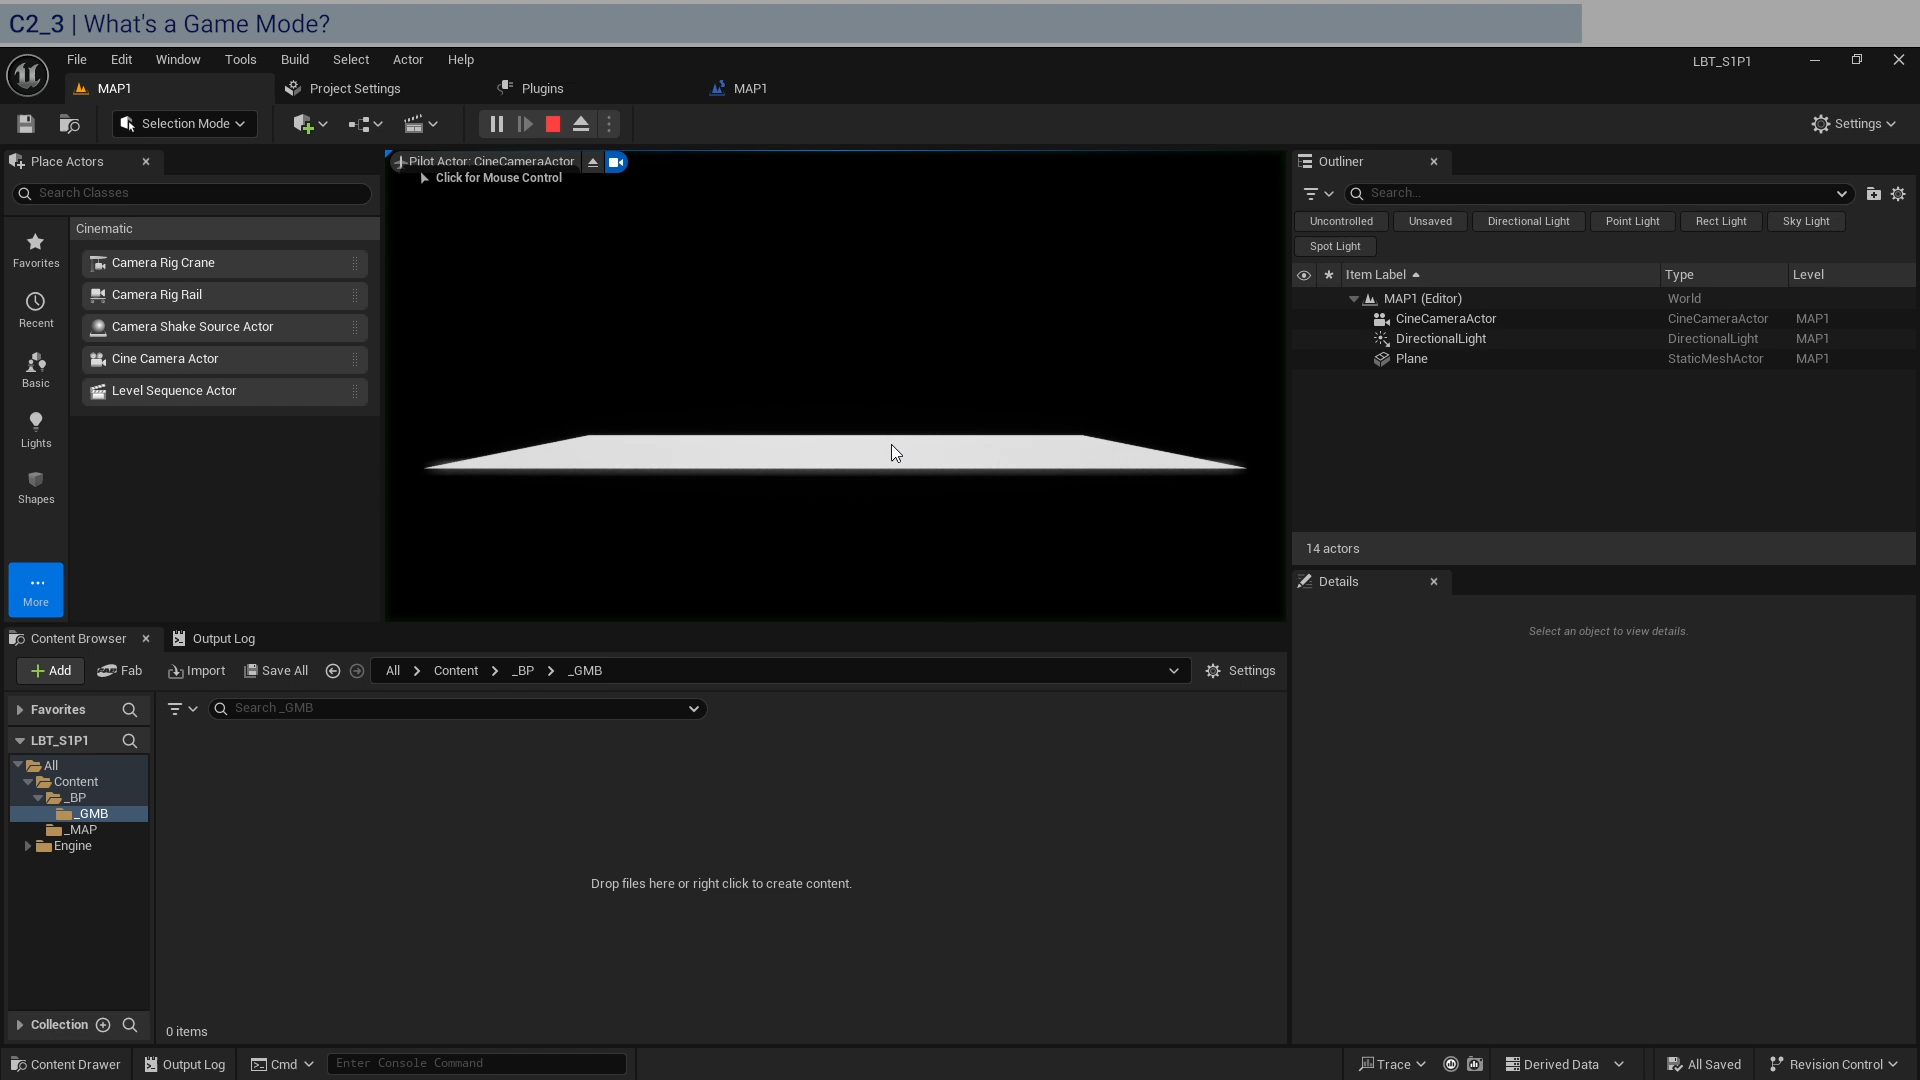 C2_3 | What's a Game Mode?
File Edit Window Tools Build Select Actor Help
LBT_S1P1
MAP1 Project Settings Plugins MAP1
Selection Mode
Settings
Place Actors
Search Classes
Cinematic
Camera Rig Crane
Camera Rig Rail
Camera Shake Source Actor
Cine Camera Actor
Level Sequence Actor
Favorites
Recent
Basic
Lights
Shapes
More
Pilot Actor: CineCameraActor
Click for Mouse Control
Outliner
Search...
Uncontrolled Unsaved Directional Light Point Light Rect Light Sky Light
Spot Light
Item Label Type Level
MAP1 (Editor) World
CineCameraActor CineCameraActor MAP1
DirectionalLight DirectionalLight MAP1
Plane StaticMeshActor MAP1
14 actors
Details
Select an object to view details.
Content Browser Output Log
Add Fab Import Save All All Content _BP _GMB Settings
Favorites
Search _GMB
LBT_S1P1
All
Content
_BP
_GMB
_MAP
Engine
Drop files here or right click to create content.
Collection
0 items
Content Drawer Output Log Cmd Enter Console Command Trace Derived Data All Saved Revision Control